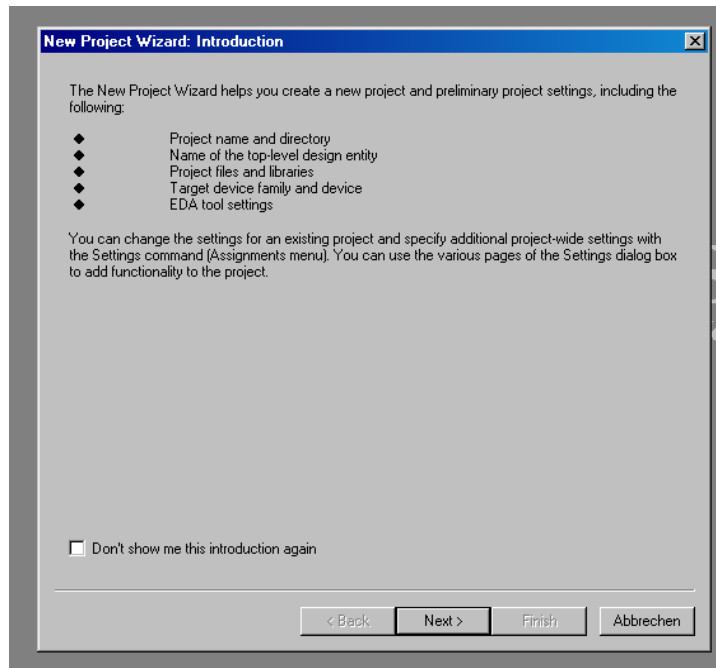 New Project Wizard: Introduction
The New Project Wizard helps you create a new project and preliminary project settings, including the
following:
Project name and directory
Name of the top-level design entity
Project files and libraries
Target device family and device
EDA tool settings
You can change the settings for an existing project and specify additional project-wide settings with
the Settings command (Assignments menu). You can use the various pages of the Settings dialog box
to add functionality to the project.
Don't show me this introduction again
< Back Next > Finish Abbrechen